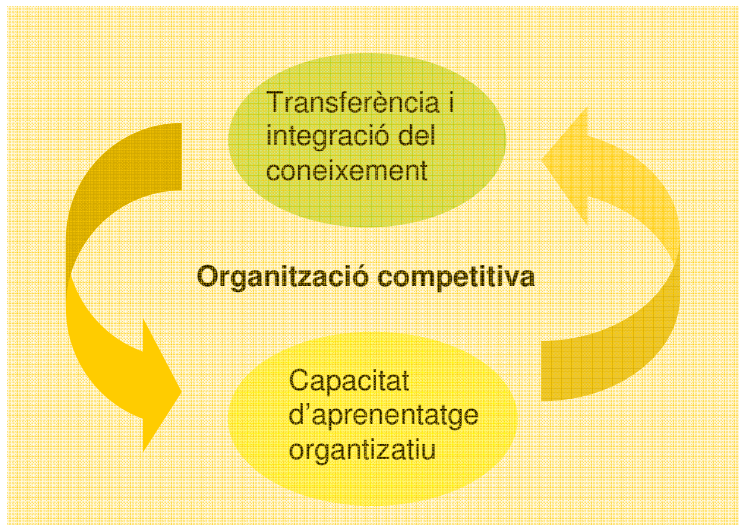 Transferència i
integració del
coneixement
Organització competitiva
Capacitat
d'aprenentatge
organtizatiu